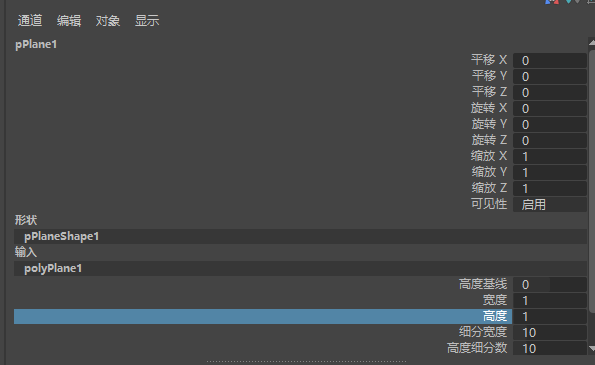 通道 编辑 对象 显示
pPlane1
平移 X 0
平移 Y 0
平移 Z 0
旋转 X 0
旋转 Y 0
旋转 Z 0
缩放 X 1
缩放 Y 1
缩放 Z 1
可见性 启用
形状
pPlaneShape1
输入
polyPlane1
高度基线 0
宽度 1
高度 1
细分宽度 10
高度细分数 10